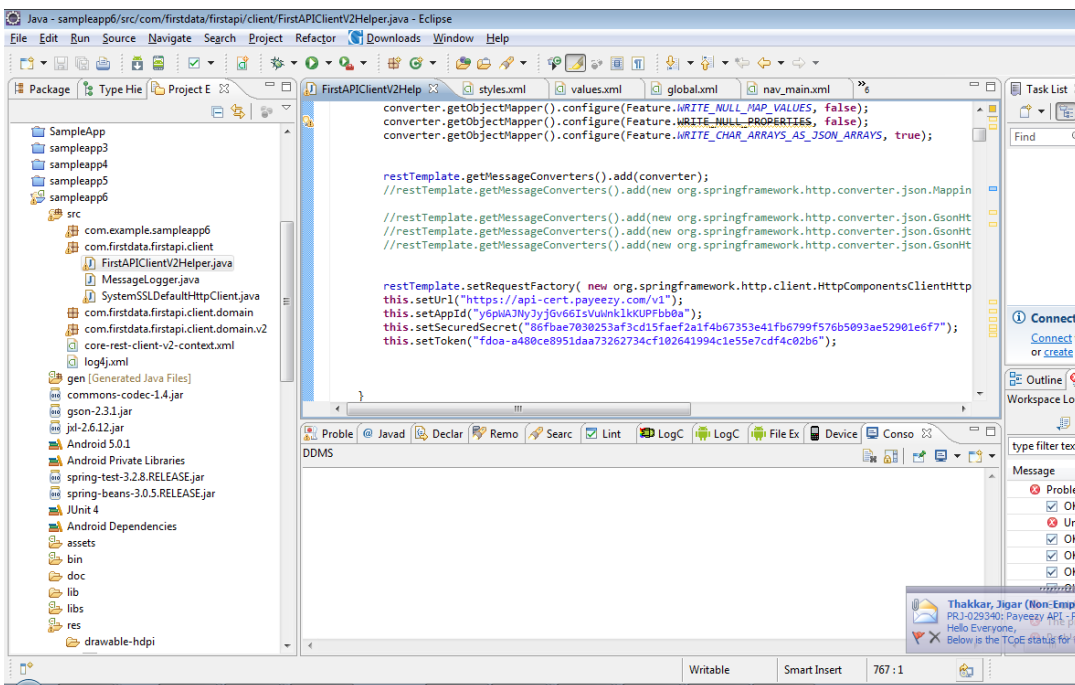 Java - sampleapp6/src/com/firstdata/firstapi/client/FirstAPIClientV2Helper.java - Eclipse
File Edit Run Source Navigate Search Project Refactor Downloads Window Help
Package Type Hie Project E
SampleApp
sampleapp3
sampleapp4
sampleapp5
sampleapp6
src
com.example.sampleapp6
com.firstdata.firstapi.client
FirstAPIClientV2Helper.java
MessageLogger.java
SystemSSLDefaultHttpClient.java
com.firstdata.firstapi.client.domain
com.firstdata.firstapi.client.domain.v2
core-rest-client-v2-context.xml
log4j.xml
gen [Generated Java Files]
commons-codec-1.4.jar
gson-2.3.1.jar
jxl-2.6.12.jar
Android 5.0.1
Android Private Libraries
spring-test-3.2.8.RELEASE.jar
spring-beans-3.0.5.RELEASE.jar
JUnit 4
Android Dependencies
assets
bin
doc
lib
libs
res
drawable-hdpi
FirstAPIClientV2Help styles.xml values.xml global.xml nav_main.xml »6
converter.getObjectMapper().configure(Feature.WRITE_NULL_MAP_VALUES, false);
converter.getObjectMapper().configure(Feature.WRITE_NULL_PROPERTIES, false);
converter.getObjectMapper().configure(Feature.WRITE_CHAR_ARRAYS_AS_JSON_ARRAYS, true);
restTemplate.getMessageConverters().add(converter);
//restTemplate.getMessageConverters().add(new org.springframework.http.converter.json.Mappin
//restTemplate.getMessageConverters().add(new org.springframework.http.converter.json.GsonHt
//restTemplate.getMessageConverters().add(new org.springframework.http.converter.json.GsonHt
//restTemplate.getMessageConverters().add(new org.springframework.http.converter.json.GsonHt
restTemplate.setRequestFactory( new org.springframework.http.client.HttpComponentsClientHttp
this.setUrl("https://api-cert.payeezy.com/v1");
this.setAppId("y6pWAJNyJyjGv66IsVuWnklkKUPFbb0a");
this.setSecuredSecret("86fbae7030253af3cd15faef2a1f4b67353e41fb6799f576b5093ae52901e6f7");
this.setToken("fdoa-a480ce8951daa73262734cf102641994c1e55e7cdf4c02b6");
}
Proble Javad Declar Remo Searc Lint LogC LogC File Ex Device Conso
DDMS
Task List
Find
Connect
Connect
or create
Outline
Workspace Lo
type filter tex
Message
Proble
OK
Un
OK
OK
OK
Thakkar, Jigar (Non-Emp
PRJ-029340: Payeezy API - P
Hello Everyone,
Below is the TCoE status for
Writable Smart Insert 767 : 1